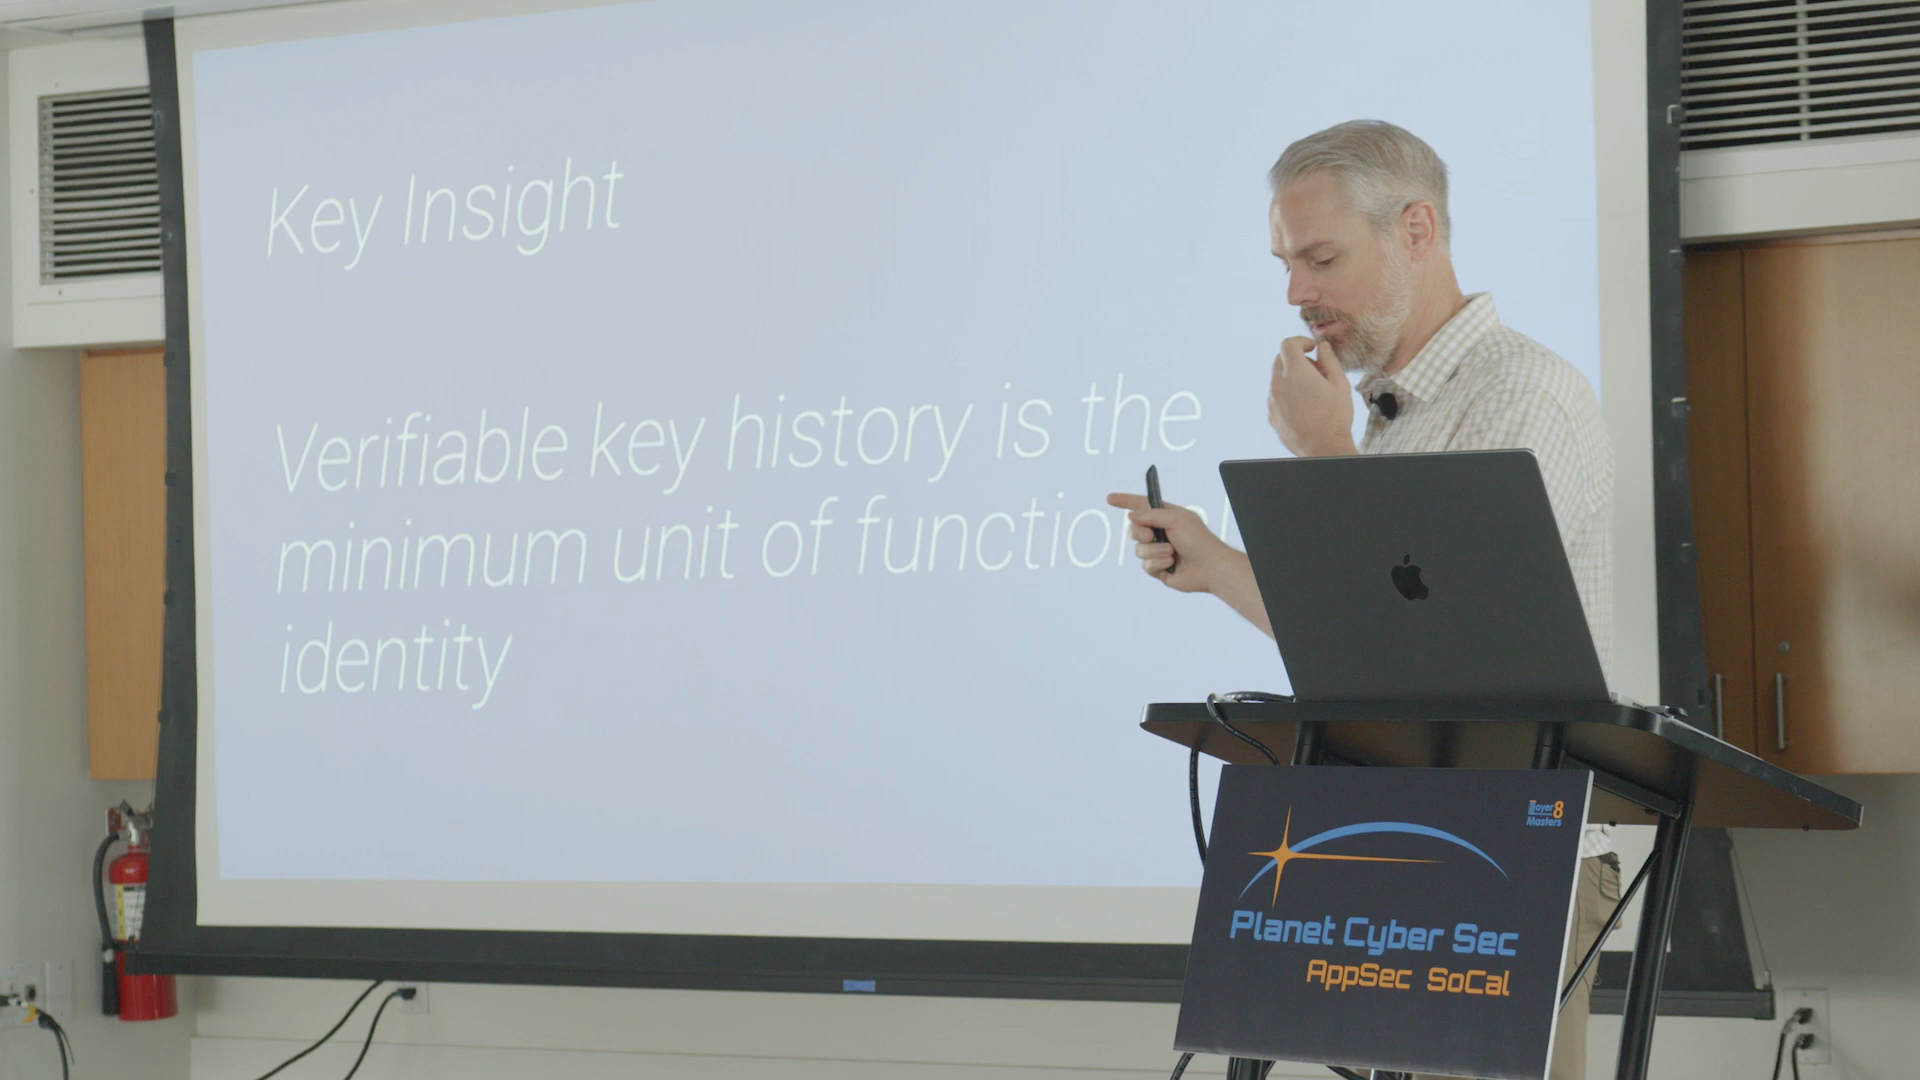 Key Insight
Verifiable key history is the
minimum unit of functional
identity
Layer 8
Masters
Planet Cyber Sec
AppSec SoCal